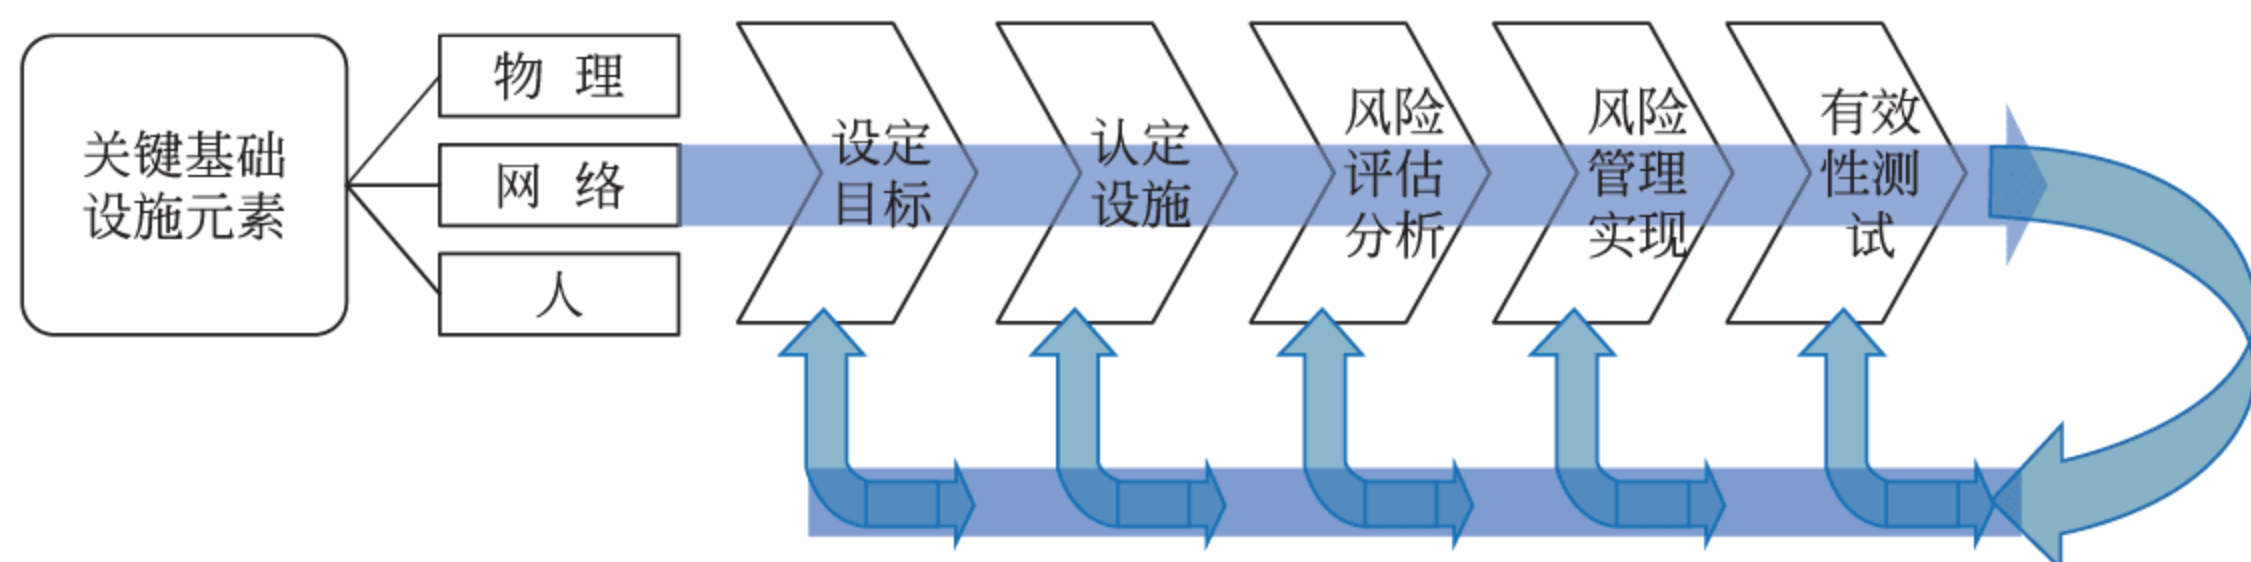 关键基础
设施元素
物 理
网 络
人
设定
目标
认定
设施
风险
评估
分析
风险
管理
实现
有效
性测
试